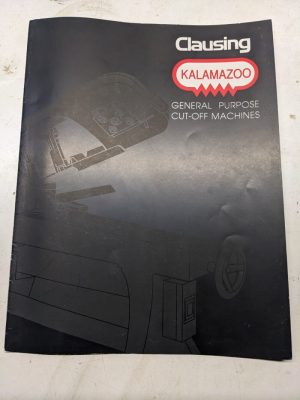 Clausing
KALAMAZOO
GENERAL PURPOSE
CUT-OFF MACHINES